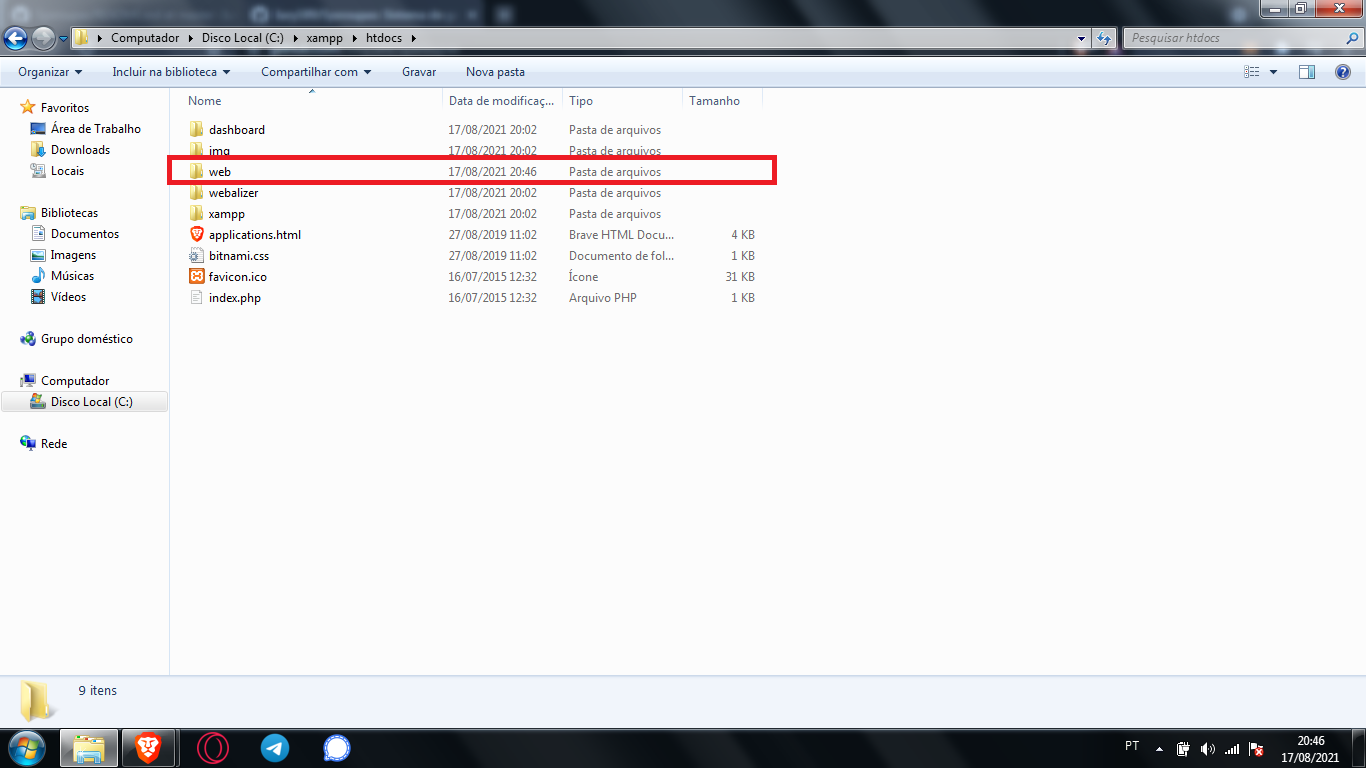 Computador Disco Local (C:) xampp htdocs Pesquisar htdocs
Organizar Incluir na biblioteca Compartilhar com Gravar Nova pasta
Nome Data de modificaç... Tipo Tamanho
Favoritos
Área de Trabalho
Downloads
Locais
Bibliotecas
Documentos
Imagens
Músicas
Vídeos
Grupo doméstico
Computador
Disco Local (C:)
Rede
dashboard 17/08/2021 20:02 Pasta de arquivos
img 17/08/2021 20:02 Pasta de arquivos
web 17/08/2021 20:46 Pasta de arquivos
webalizer 17/08/2021 20:02 Pasta de arquivos
xampp 17/08/2021 20:02 Pasta de arquivos
applications.html 27/08/2019 11:02 Brave HTML Docu... 4 KB
bitnami.css 27/08/2019 11:02 Documento de fol... 1 KB
favicon.ico 16/07/2015 12:32 Ícone 31 KB
index.php 16/07/2015 12:32 Arquivo PHP 1 KB
9 itens
PT 20:46
17/08/2021